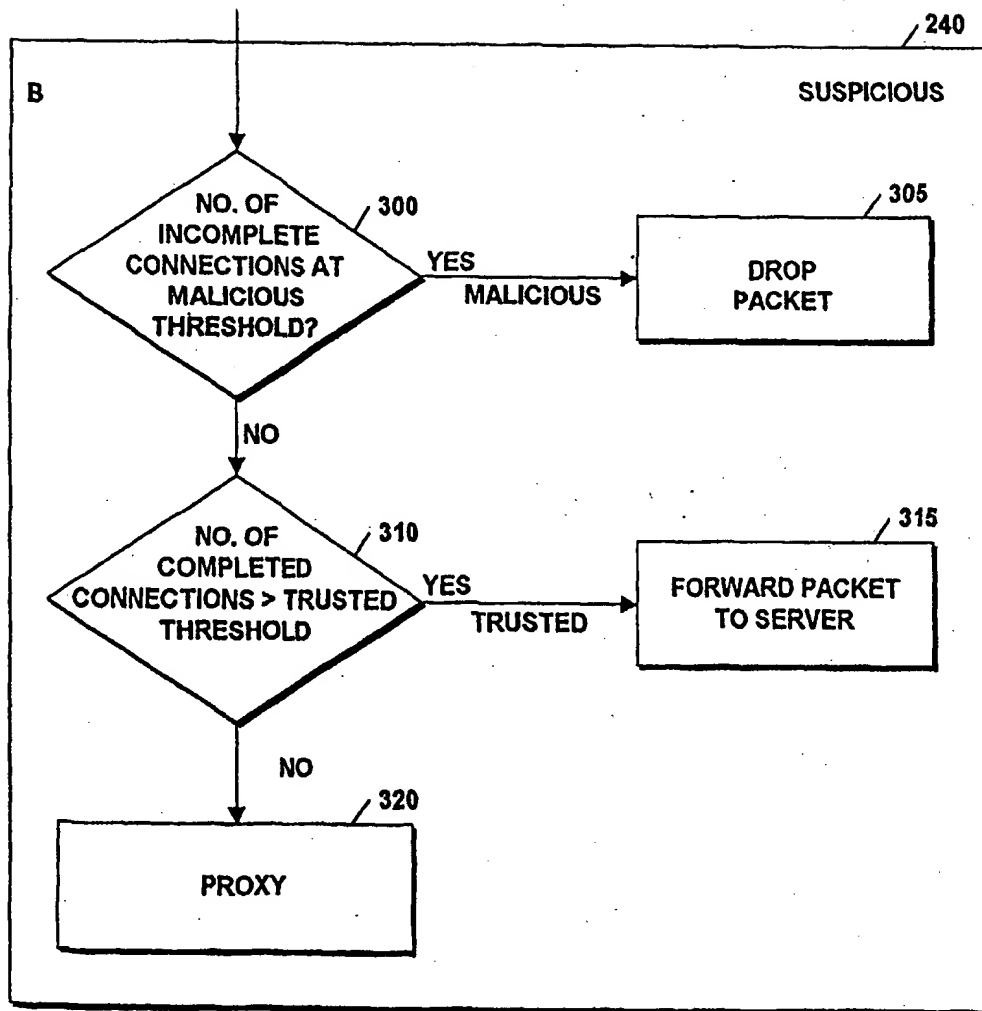 240
B
SUSPICIOUS
NO. OF
INCOMPLETE
CONNECTIONS AT
MALICIOUS
THRESHOLD?
300
YES
MALICIOUS
305
DROP
PACKET
NO
NO. OF
COMPLETED
CONNECTIONS > TRUSTED
THRESHOLD
310
YES
TRUSTED
315
FORWARD PACKET
TO SERVER
NO
320
PROXY